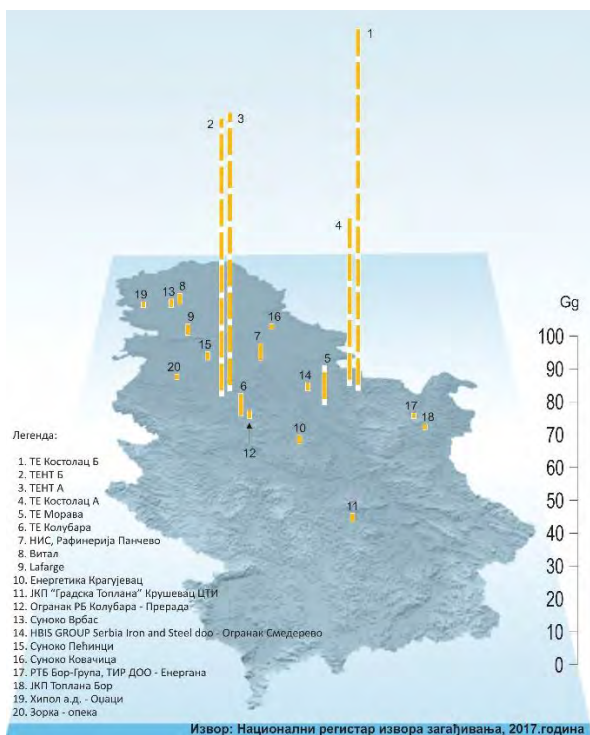 1
2
3
4
19
13
8
9
16
7
15
20
5
14
6
17
18
10
12
11
Gg
100
90
80
70
60
50
40
30
20
10
0
Легенда:
1. ТЕ Костолац Б
2. ТЕНТ Б
3. ТЕНТ А
4. ТЕ Костолац А
5. ТЕ Морава
6. ТЕ Колубара
7. НИС, Рафинерија Панчево
8. Витал
9. Lafarge
10. Енергетика Крагујевац
11. ЈКП "Градска Топлана" Крушевац ЦТИ
12. Огранак РБ Колубара - Прерада
13. Суноко Врбас
14. HBIS GROUP Serbia Iron and Steel doo - Огранак Смедерево
15. Суноко Пећинци
16. Суноко Ковачица
17. РТБ Бор-Група, ТИР ДОО - Енергана
18. ЈКП Топлана Бор
19. Хипол а.д. - Оџаци
20. Зорка - опека
Извор: Национални регистар извора загађивања, 2017.година